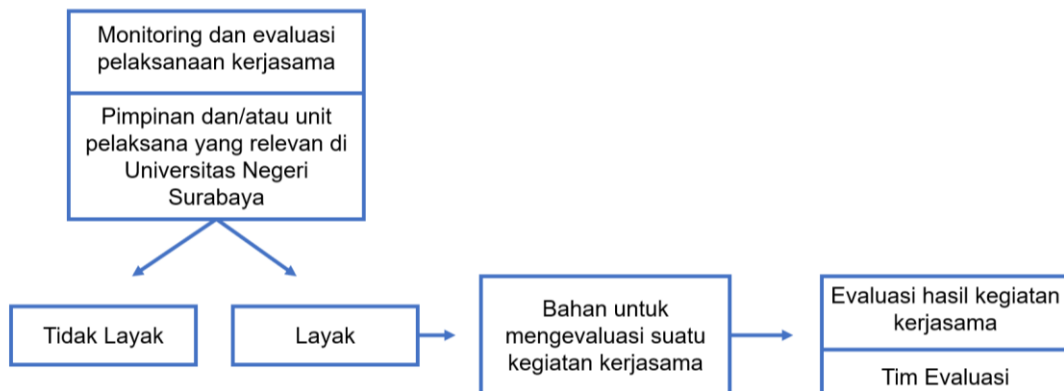 Monitoring dan evaluasi
pelaksanaan kerjasama
Pimpinan dan/atau unit
pelaksana yang relevan di
Universitas Negeri
Surabaya
Tidak Layak
Layak
Bahan untuk
mengevaluasi suatu
kegiatan kerjasama
Evaluasi hasil kegiatan
kerjasama
Tim Evaluasi